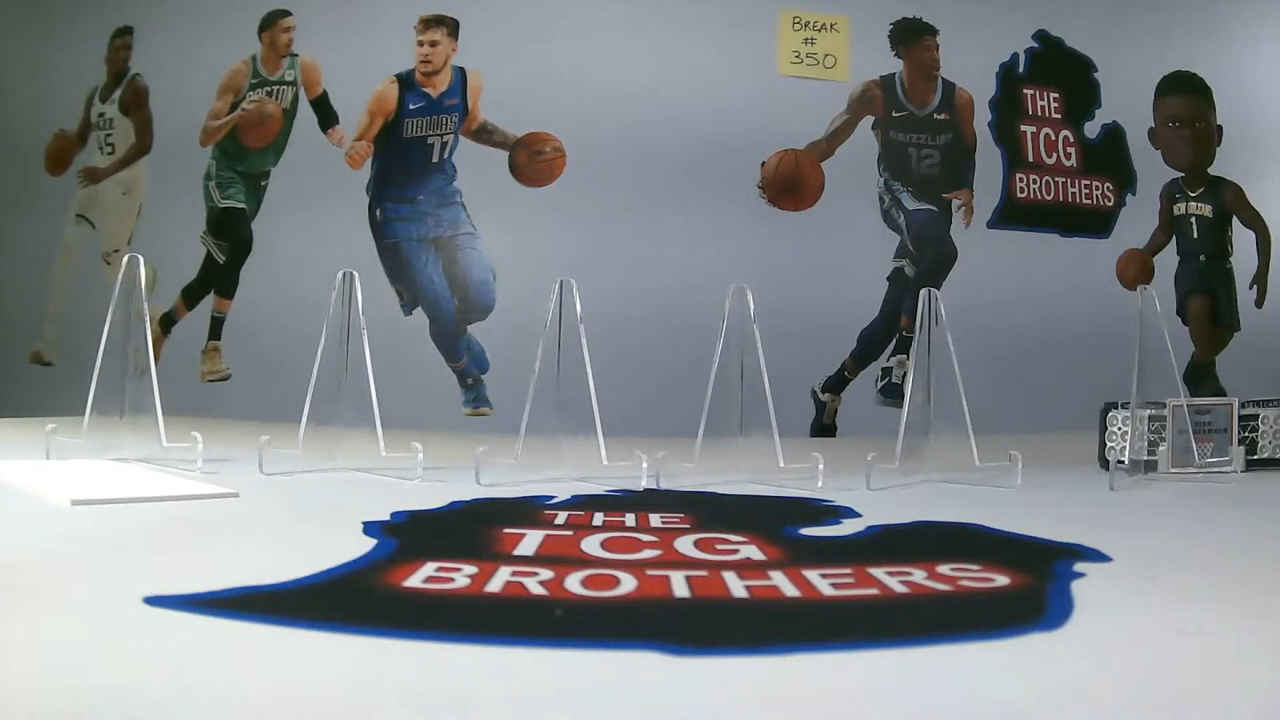 BREAK
#
350
BOSTON
DALLAS
77
GRIZZLIES
12
THE
TCG
BROTHERS
45
NEW ORLEANS
1
THE
TCG
BROTHERS